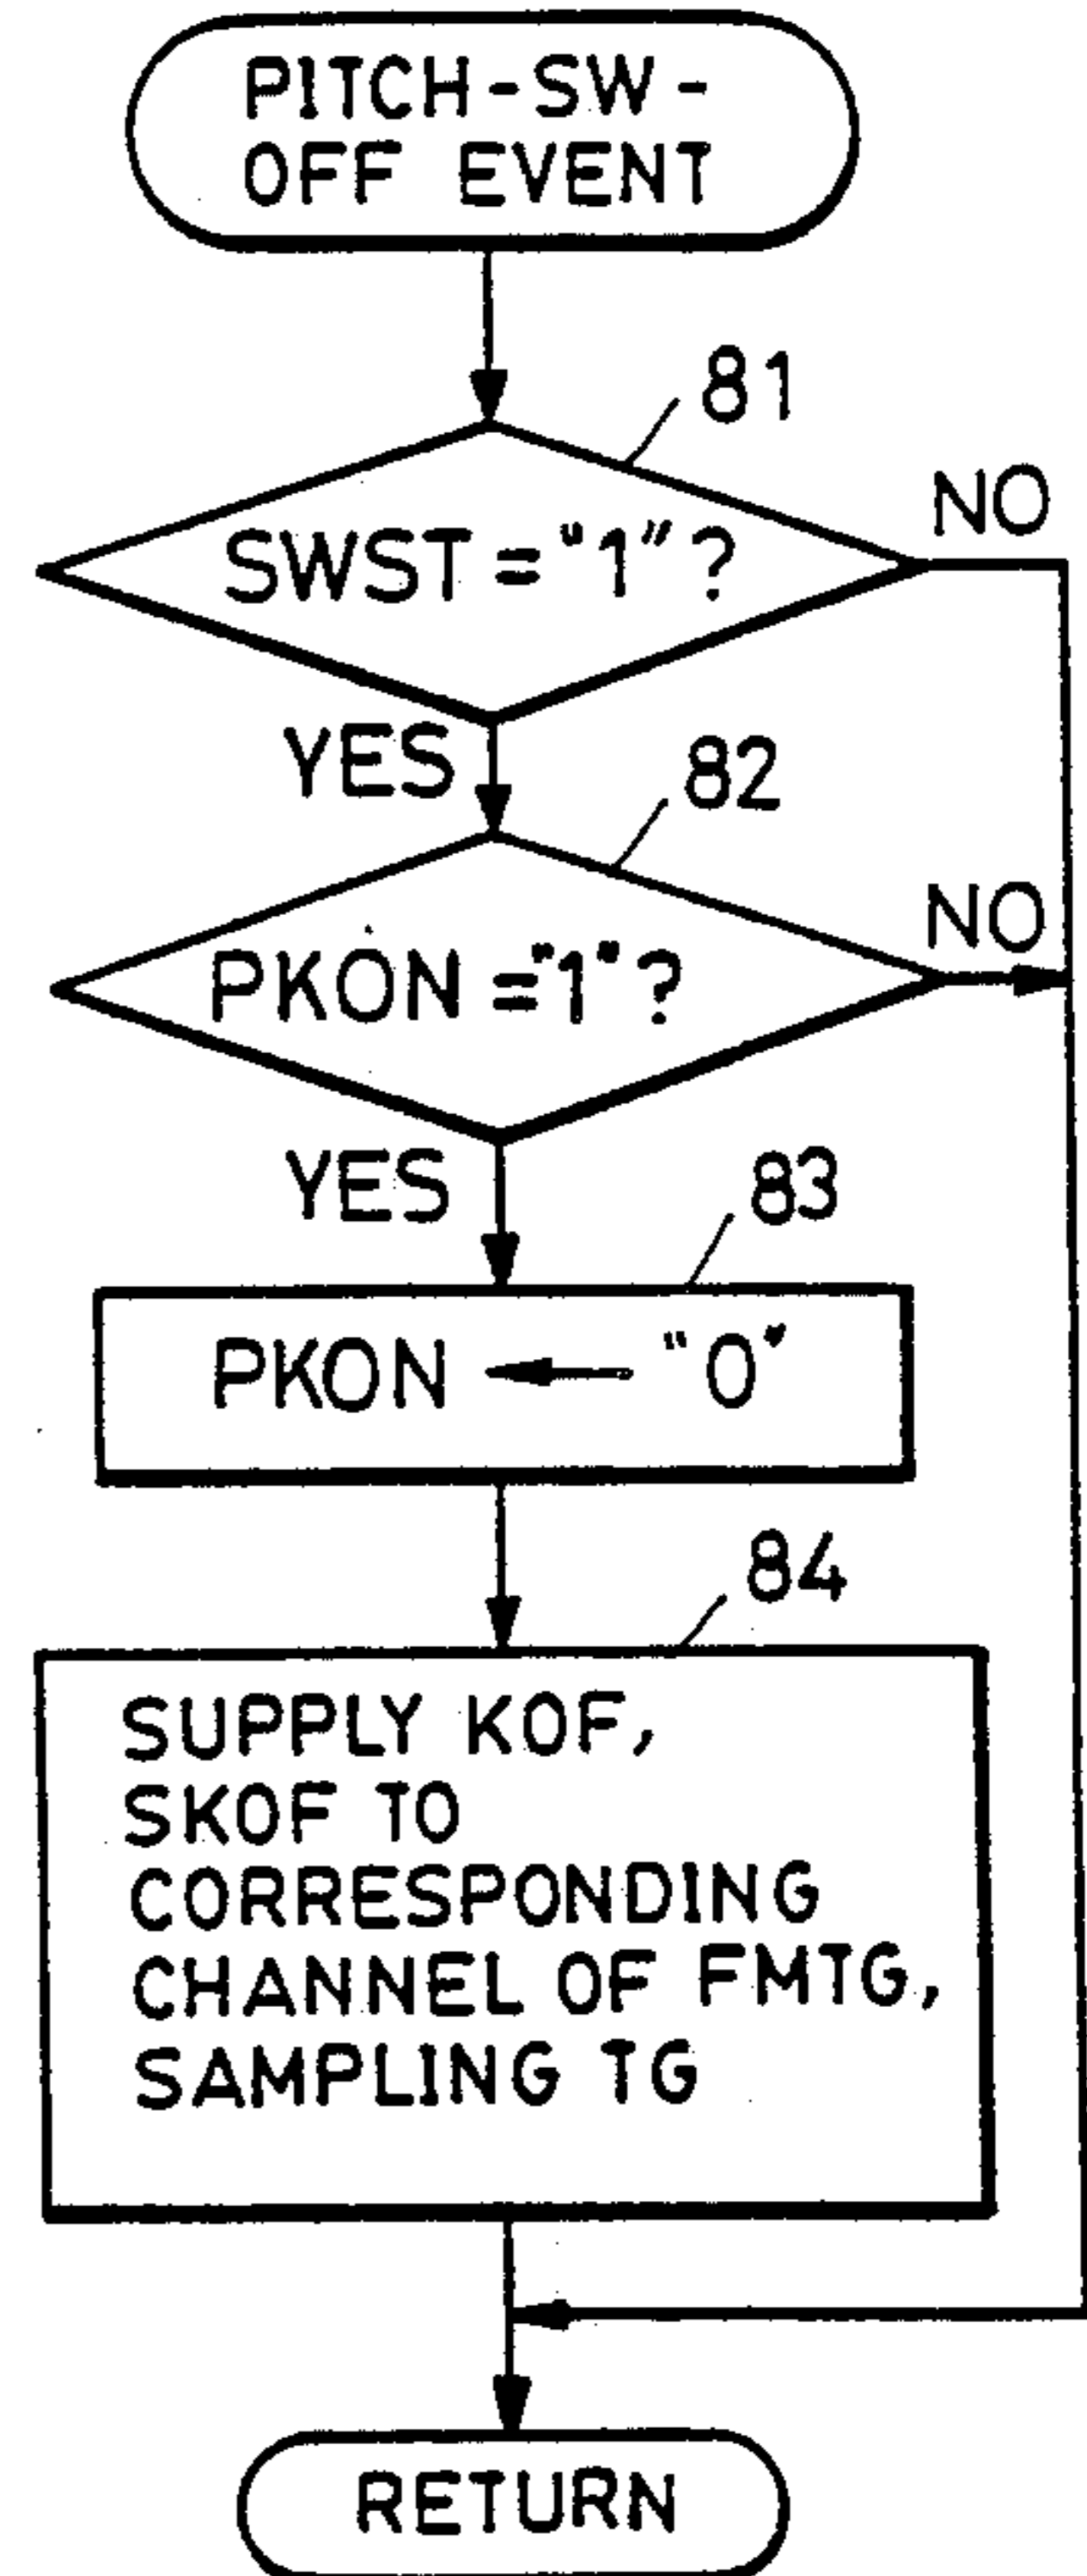 PITCH-SW-
OFF EVENT
81
SWST="1"?
NO
YES
82
PKON="1"?
NO
YES
83
PKON ← "0"
84
SUPPLY KOF,
SKOF TO
CORRESPONDING
CHANNEL OF FMTG,
SAMPLING TG
RETURN